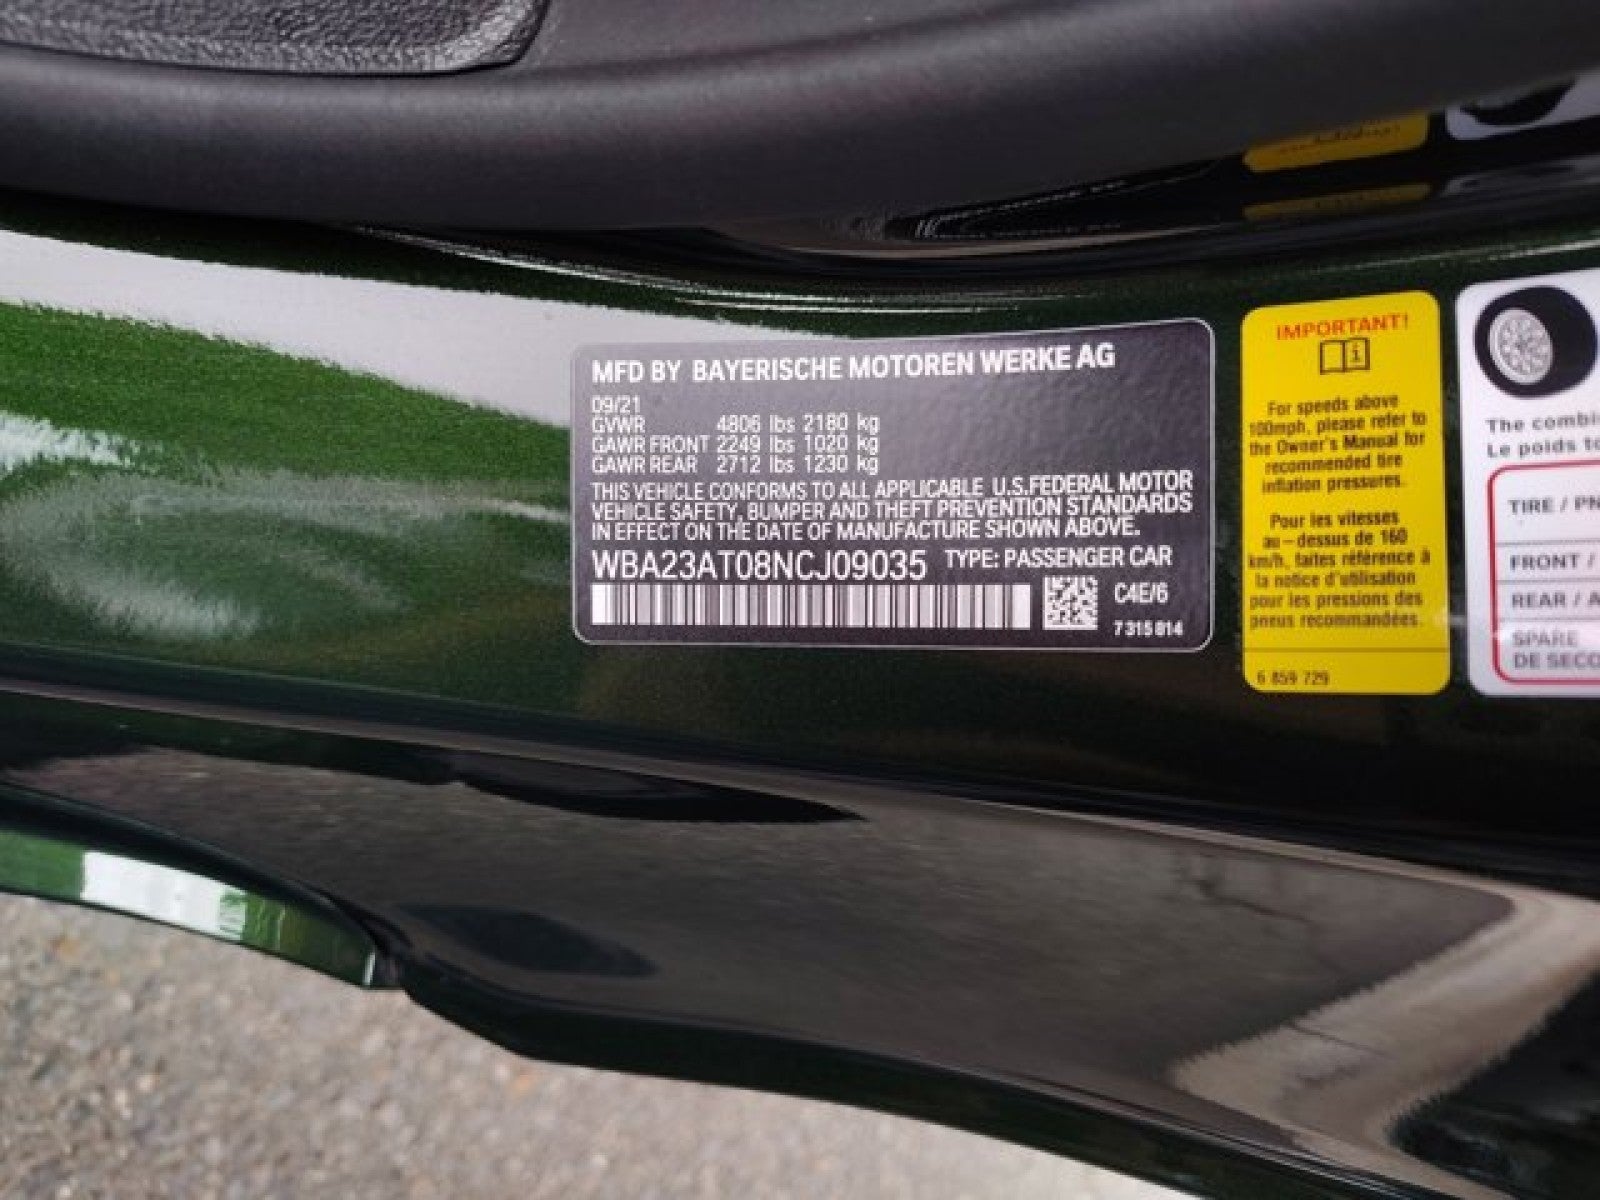 MFD BY BAYERISCHE MOTOREN WERKE AG
09/21
GVWR 4806 lbs 2180 kg
GAWR FRONT 2249 lbs 1020 kg
GAWR REAR 2712 lbs 1230 kg
THIS VEHICLE CONFORMS TO ALL APPLICABLE U.S.FEDERAL MOTOR
VEHICLE SAFETY, BUMPER AND THEFT PREVENTION STANDARDS
IN EFFECT ON THE DATE OF MANUFACTURE SHOWN ABOVE.
WBA23AT08NCJ09035 TYPE: PASSENGER CAR
C4E/6
7 315 814
IMPORTANT!
For speeds above
100mph, please refer to
the Owner's Manual for
recommended tire
inflation pressures.
Pour les vitesses
au-dessus de 160
km/h, faites référence à
la notice d'utilisation
pour les pressions des
pneus recommandées.
6 859 729
The combi
Le poids to
TIRE / PN
FRONT /
REAR / A
SPARE
DE SECO